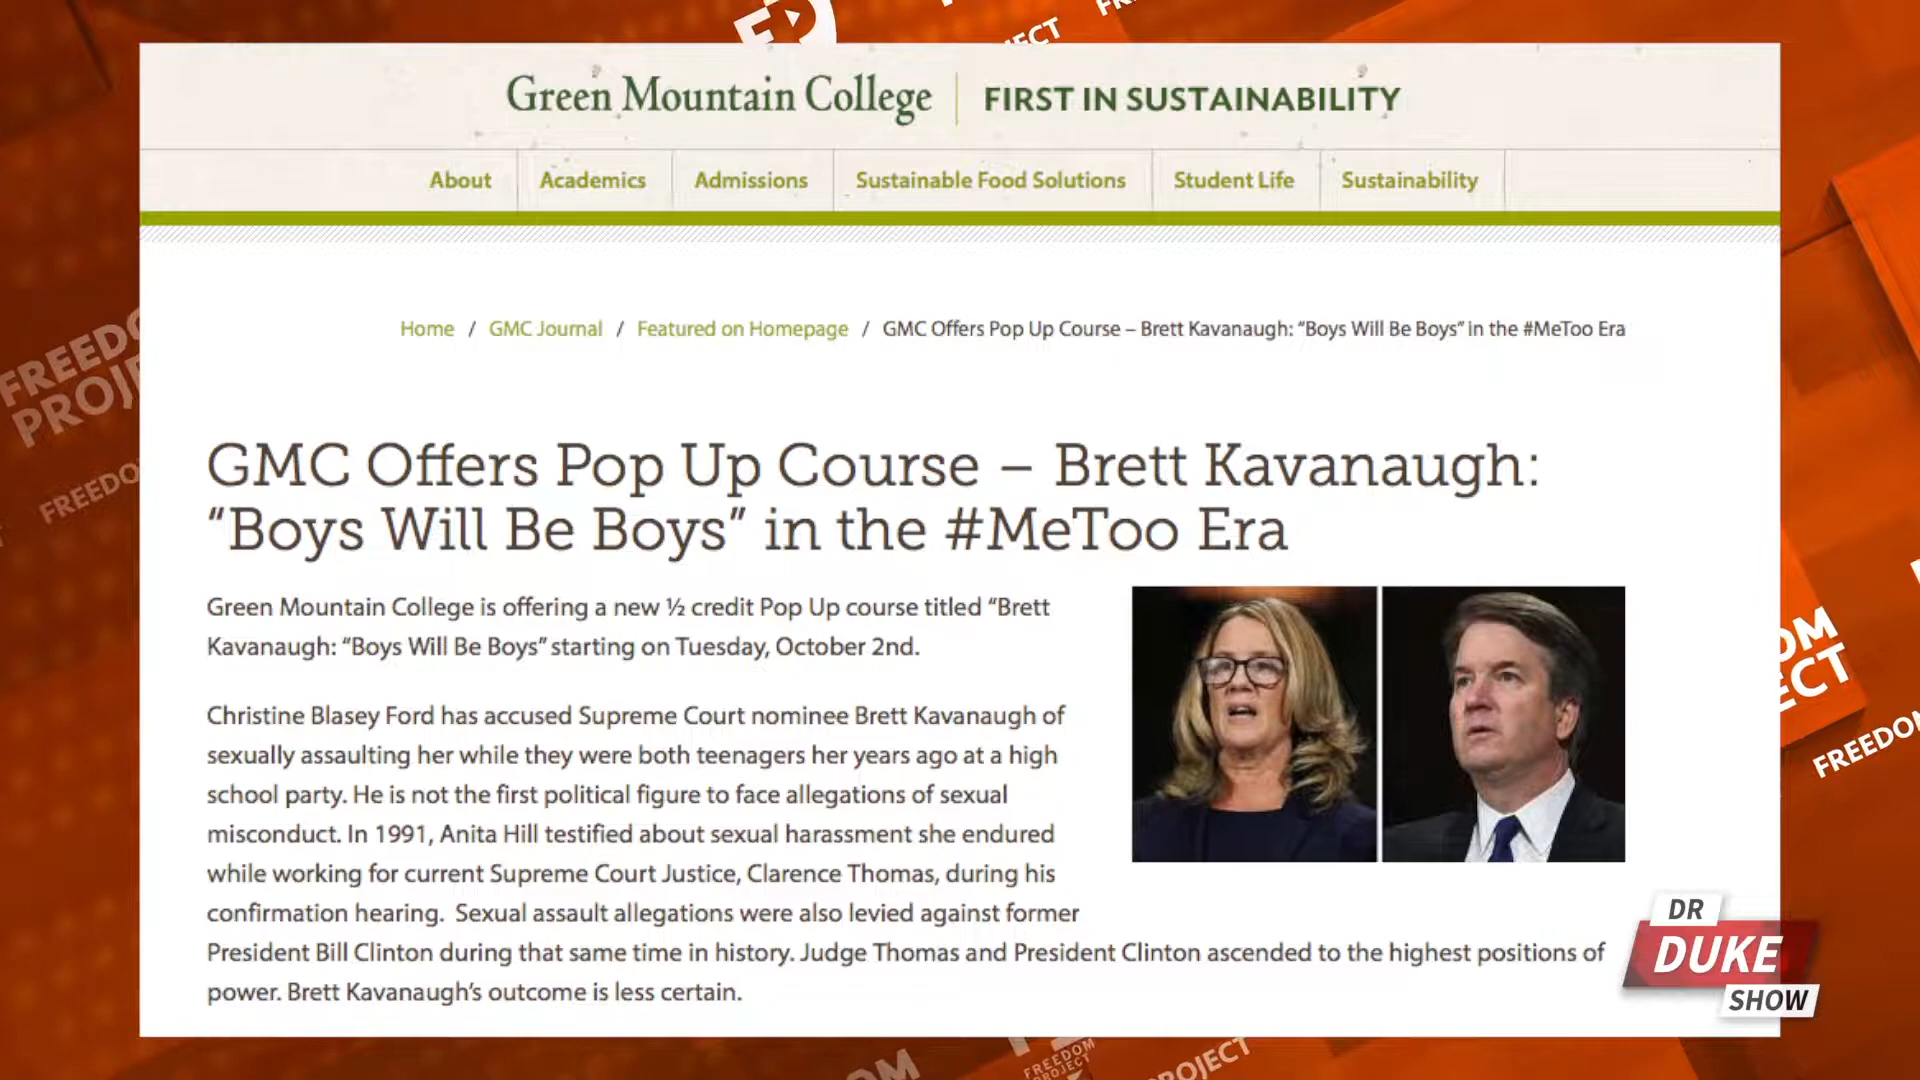 Green Mountain College
FIRST IN SUSTAINABILITY
About
Academics
Admissions
Sustainable Food Solutions
Student Life
Sustainability
Home / GMC Journal / Featured on Homepage / GMC Offers Pop Up Course – Brett Kavanaugh: “Boys Will Be Boys” in the #MeToo Era
GMC Offers Pop Up Course – Brett Kavanaugh:
“Boys Will Be Boys” in the #MeToo Era
Green Mountain College is offering a new ½ credit Pop Up course titled “Brett
Kavanaugh: “Boys Will Be Boys” starting on Tuesday, October 2nd.
Christine Blasey Ford has accused Supreme Court nominee Brett Kavanaugh of
sexually assaulting her while they were both teenagers her years ago at a high
school party. He is not the first political figure to face allegations of sexual
misconduct. In 1991, Anita Hill testified about sexual harassment she endured
while working for current Supreme Court Justice, Clarence Thomas, during his
confirmation hearing. Sexual assault allegations were also levied against former
President Bill Clinton during that same time in history. Judge Thomas and President Clinton ascended to the highest positions of
power. Brett Kavanaugh’s outcome is less certain.
DR
DUKE
SHOW
FREEDOM
PROJECT